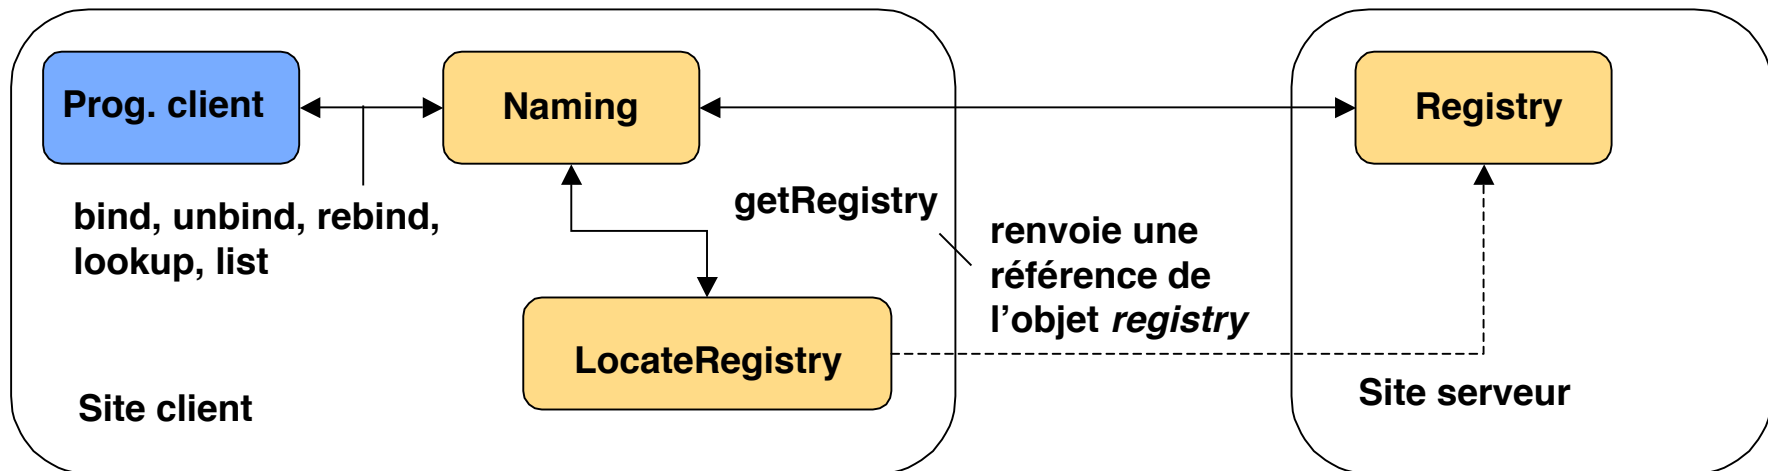 Prog. client
Naming
Registry
bind, unbind, rebind,
lookup, list
getRegistry
renvoie une
référence de
l’objet registry
LocateRegistry
Site client
Site serveur